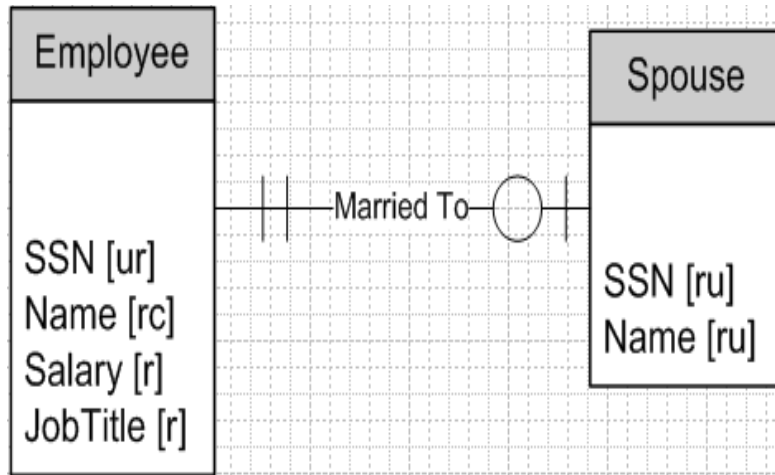 Employee
SSN [ur]
Name [rc]
Salary [r]
JobTitle [r]
Married To
Spouse
SSN [ru]
Name [ru]